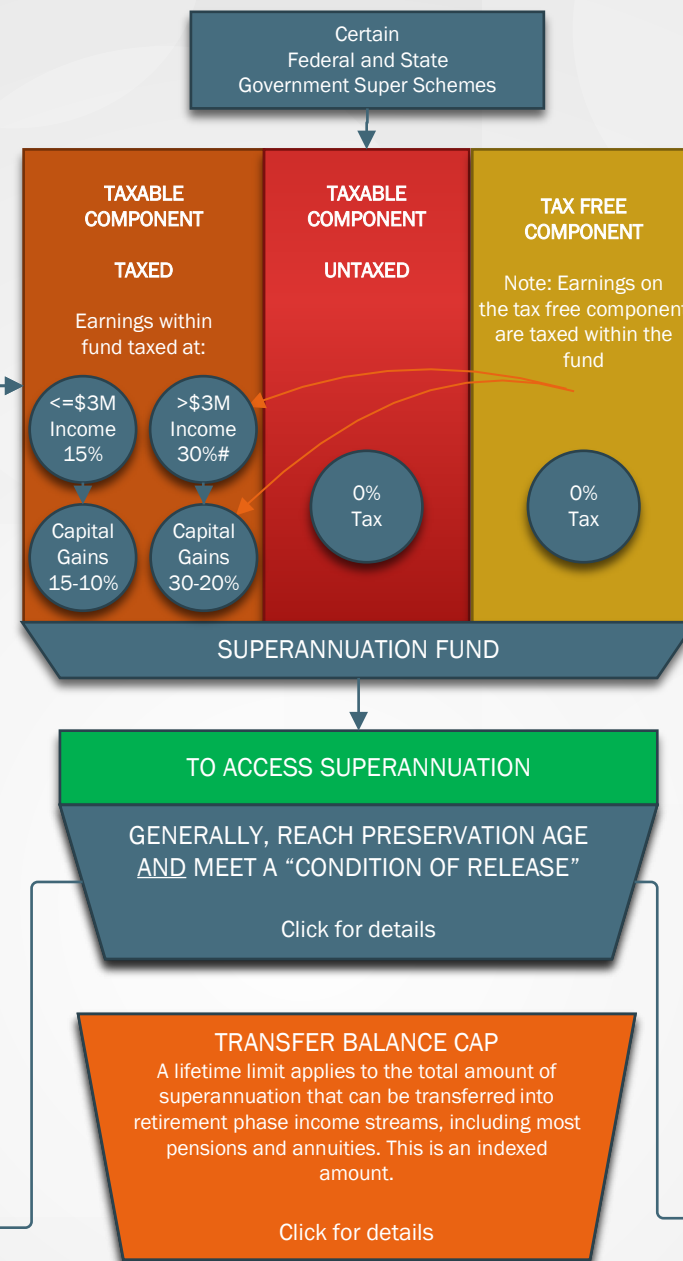 Certain
Federal and State
Government Super Schemes
TAXABLE
COMPONENT
TAXED
Earnings within
fund taxed at:
<=$3M
Income
15%
>$3M
Income
30%#
Capital
Gains
15-10%
Capital
Gains
30-20%
TAXABLE
COMPONENT
UNTAXED
0%
Tax
TAX FREE
COMPONENT
Note: Earnings on
the tax free component
are taxed within the
fund
0%
Tax
SUPERANNUATION FUND
TO ACCESS SUPERANNUATION
GENERALLY, REACH PRESERVATION AGE
AND MEET A “CONDITION OF RELEASE”
Click for details
TRANSFER BALANCE CAP
A lifetime limit applies to the total amount of
superannuation that can be transferred into
retirement phase income streams, including most
pensions and annuities. This is an indexed
amount.
Click for details